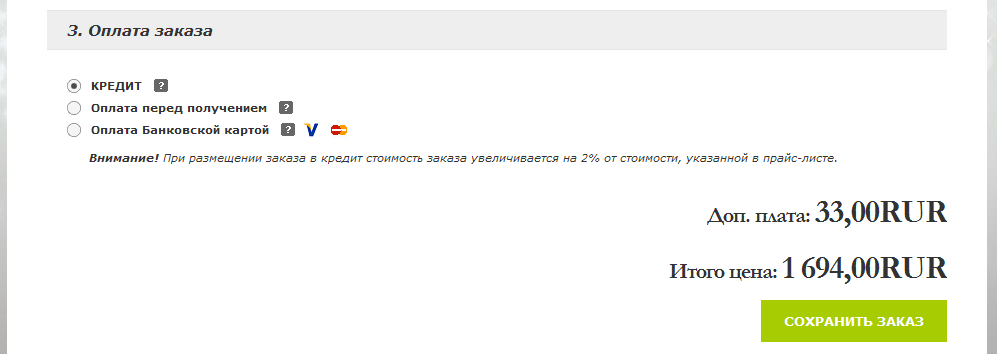 3. Оплата заказа
КРЕДИТ ?
Оплата перед получением ?
Оплата Банковской картой ? V
Внимание! При размещении заказа в кредит стоимость заказа увеличивается на 2% от стоимости, указанной в прайс-листе.
Доп. плата: 33,00RUR
Итого цена: 1 694,00RUR
СОХРАНИТЬ ЗАКАЗ